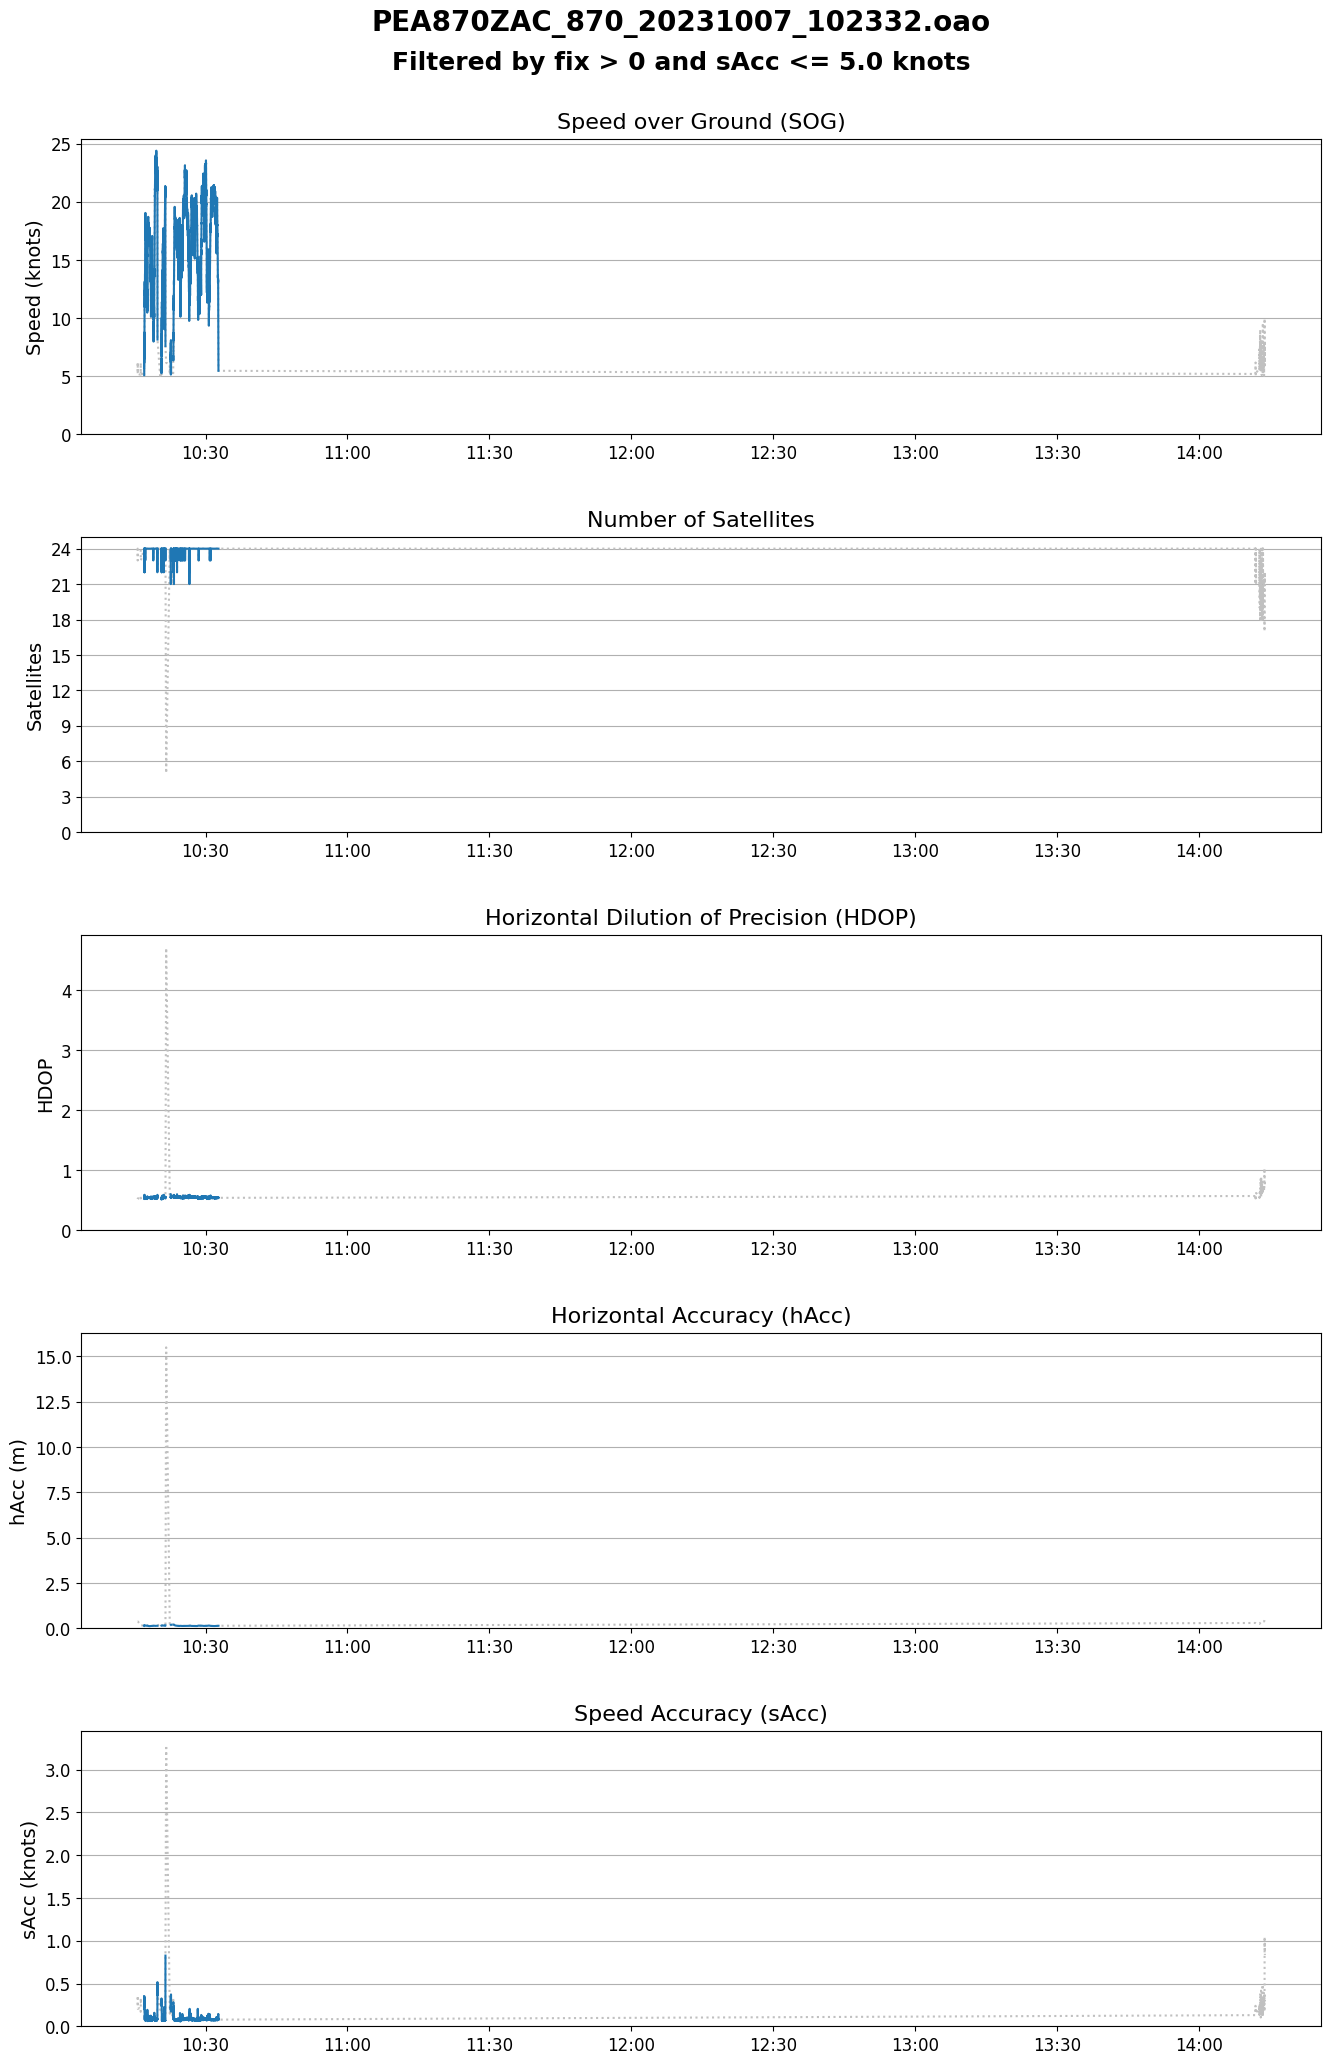 PEA870ZAC_870_20231007_102332.oao
Filtered by fix > 0 and sAcc <= 5.0 knots
Speed over Ground (SOG)
Speed (knots)
25
20
15
10
5
0
10:30 11:00 11:30 12:00 12:30 13:00 13:30 14:00
Number of Satellites
Satellites
24
21
18
15
12
9
6
3
0
10:30 11:00 11:30 12:00 12:30 13:00 13:30 14:00
Horizontal Dilution of Precision (HDOP)
HDOP
4
3
2
1
0
10:30 11:00 11:30 12:00 12:30 13:00 13:30 14:00
Horizontal Accuracy (hAcc)
hAcc (m)
15.0
12.5
10.0
7.5
5.0
2.5
0.0
10:30 11:00 11:30 12:00 12:30 13:00 13:30 14:00
Speed Accuracy (sAcc)
sAcc (knots)
3.0
2.5
2.0
1.5
1.0
0.5
0.0
10:30 11:00 11:30 12:00 12:30 13:00 13:30 14:00